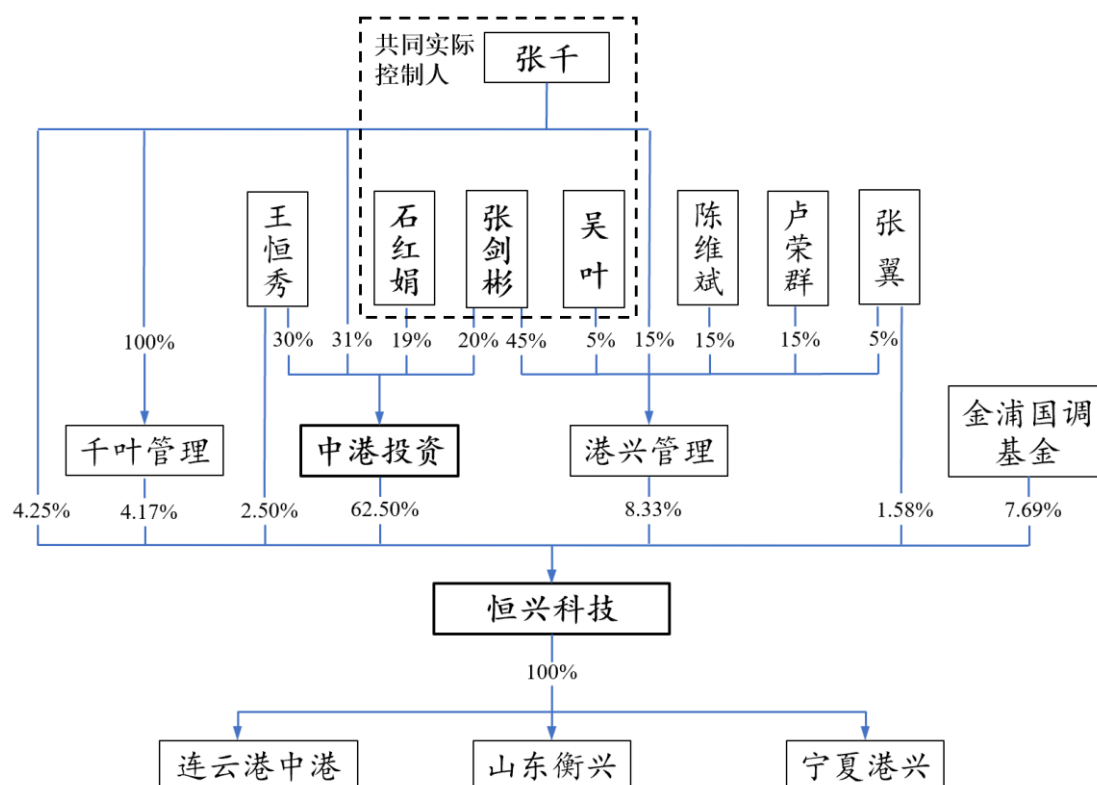 共同实际
控制人
张千
王恒秀
石红娟
张剑彬
吴叶
陈维斌
卢荣群
张翼
100%
30%
31%
19%
20%
45%
5%
15%
15%
15%
5%
千叶管理
中港投资
港兴管理
金浦国调
基金
4.25%
4.17%
2.50%
62.50%
8.33%
1.58%
7.69%
恒兴科技
100%
连云港中港
山东衡兴
宁夏港兴